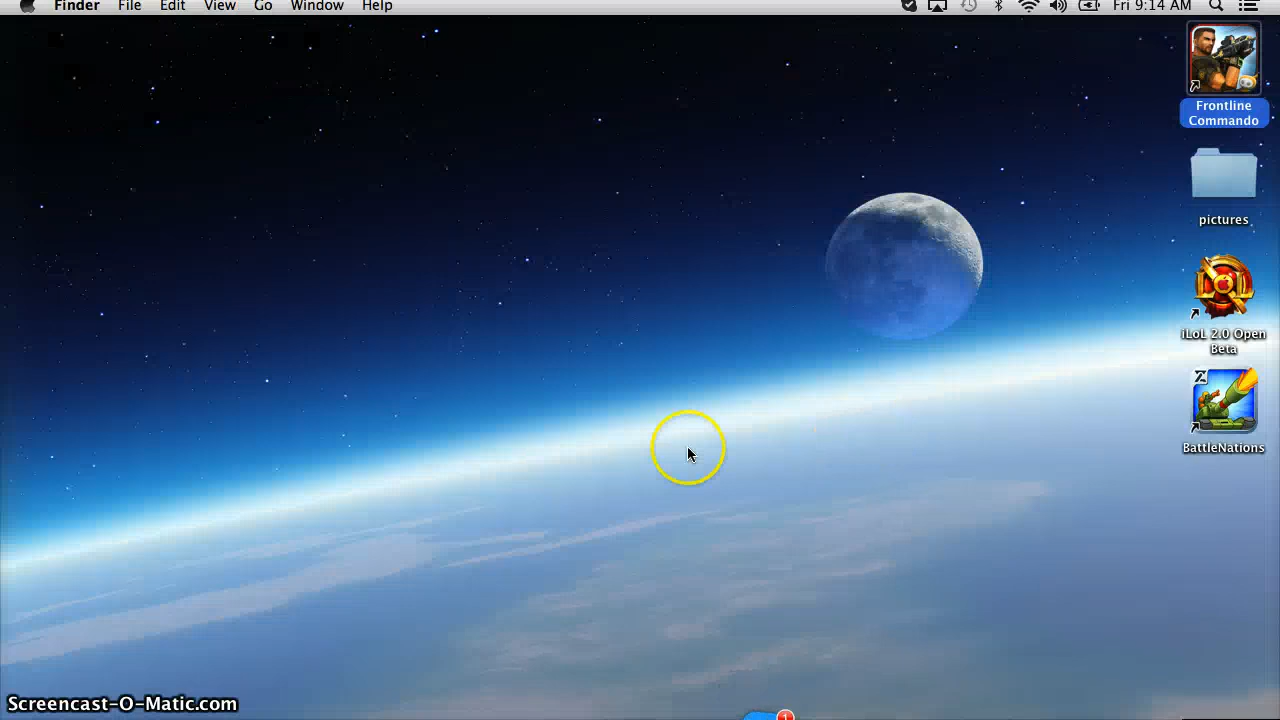 Finder File Edit View Go Window Help Fri 9:14 AM
Frontline
Commando
pictures
iLoL 2.0 Open
Beta
Z
BattleNations
Screencast-O-Matic.com
1